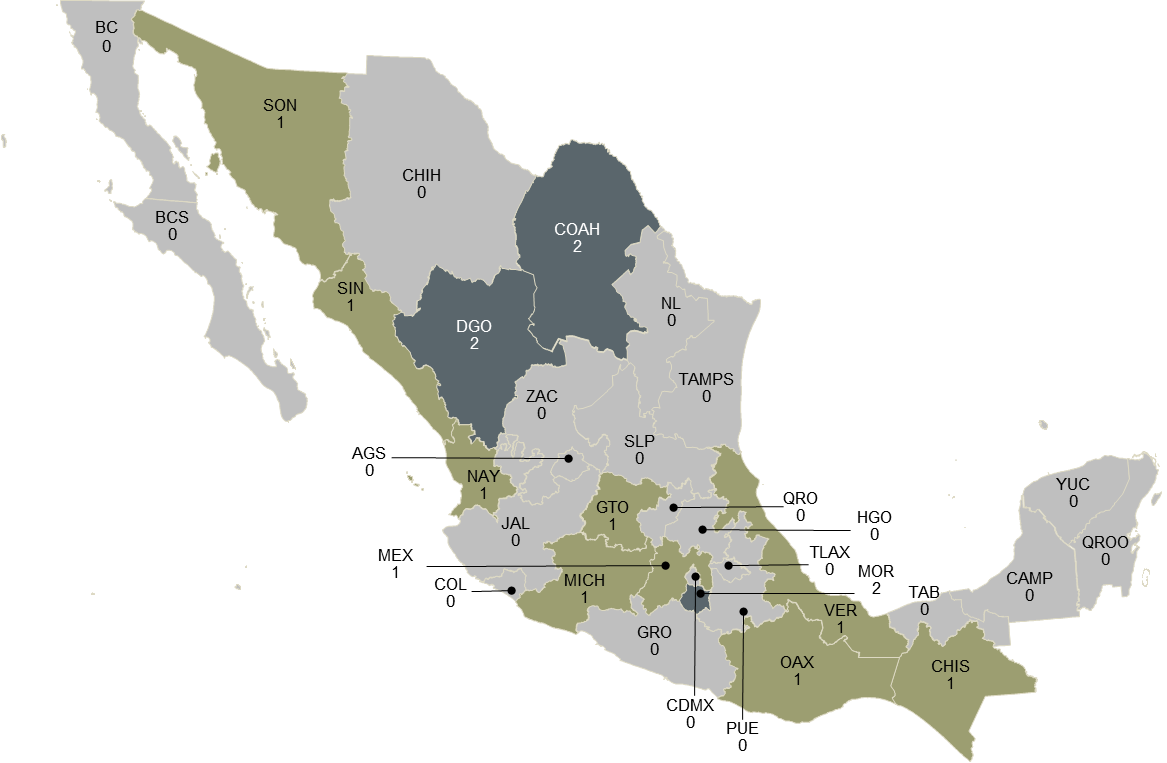 BC
0
SON
1
CHIH
0
BCS
0
COAH
2
SIN
1
NL
0
DGO
2
TAMPS
0
ZAC
0
SLP
0
AGS
0
NAY
1
GTO
1
QRO
0
JAL
0
HGO
0
YUC
0
QROO
0
MEX
1
TLAX
0
COL
0
MICH
1
MOR
2
CAMP
0
TAB
0
VER
1
GRO
0
OAX
1
CHIS
1
CDMX
0
PUE
0